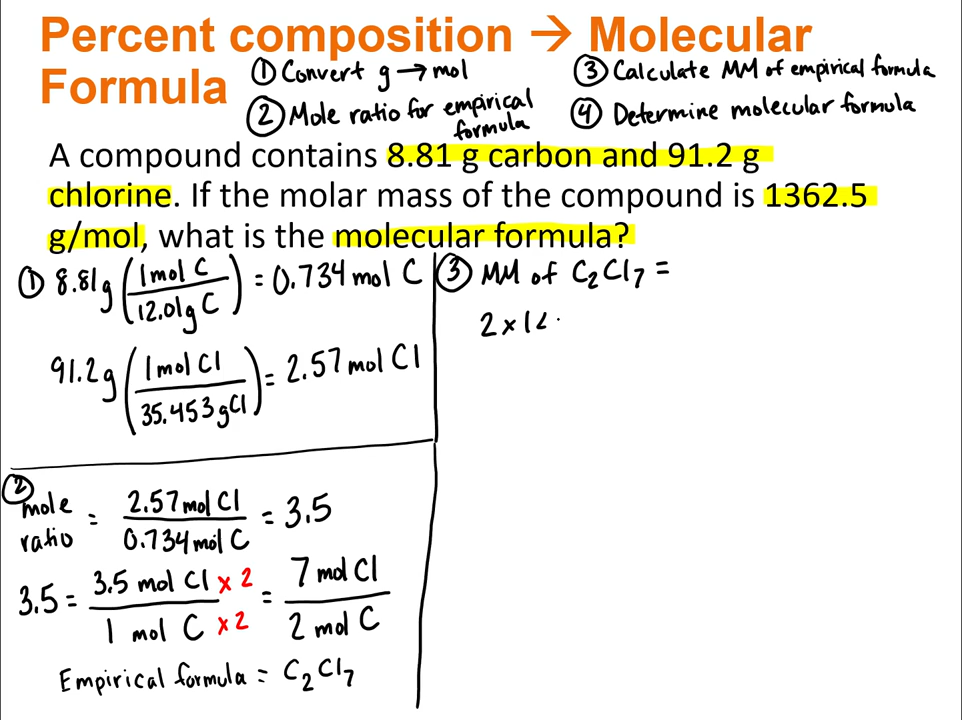 Percent composition → Molecular
Formula
① Convert g → mol
② Mole ratio for empirical
formula
③ Calculate MM of empirical formula
④ Determine molecular formula
A compound contains 8.81 g carbon and 91.2 g
chlorine. If the molar mass of the compound is 1362.5
g/mol, what is the molecular formula?
① 8.81g (1 mol C / 12.01g C) = 0.734 mol C
91.2g (1 mol Cl / 35.453 g Cl) = 2.57 mol Cl
② mole ratio = 2.57 mol Cl / 0.734 mol C = 3.5
3.5 = 3.5 mol Cl x 2 / 1 mol C x 2 = 7 mol Cl / 2 mol C
Empirical formula = C₂Cl₇
③ MM of C₂Cl₇ =
2 x 1